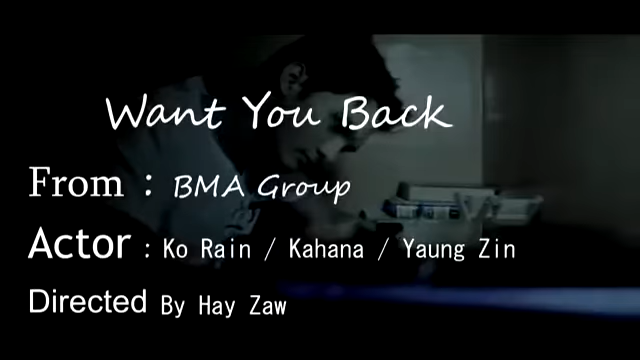 Want You Back
From : BMA Group
Actor : Ko Rain / Kahana / Yaung Zin
Directed By Hay Zaw